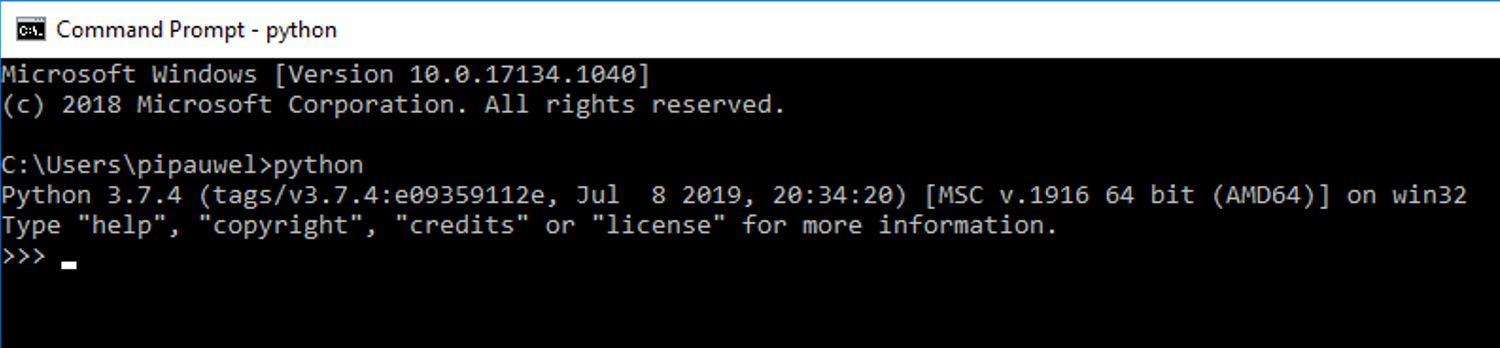 Command Prompt - python
Microsoft Windows [Version 10.0.17134.1040]
(c) 2018 Microsoft Corporation. All rights reserved.
C:\Users\pipauwel>python
Python 3.7.4 (tags/v3.7.4:e09359112e, Jul  8 2019, 20:34:20) [MSC v.1916 64 bit (AMD64)] on win32
Type "help", "copyright", "credits" or "license" for more information.
>>> _